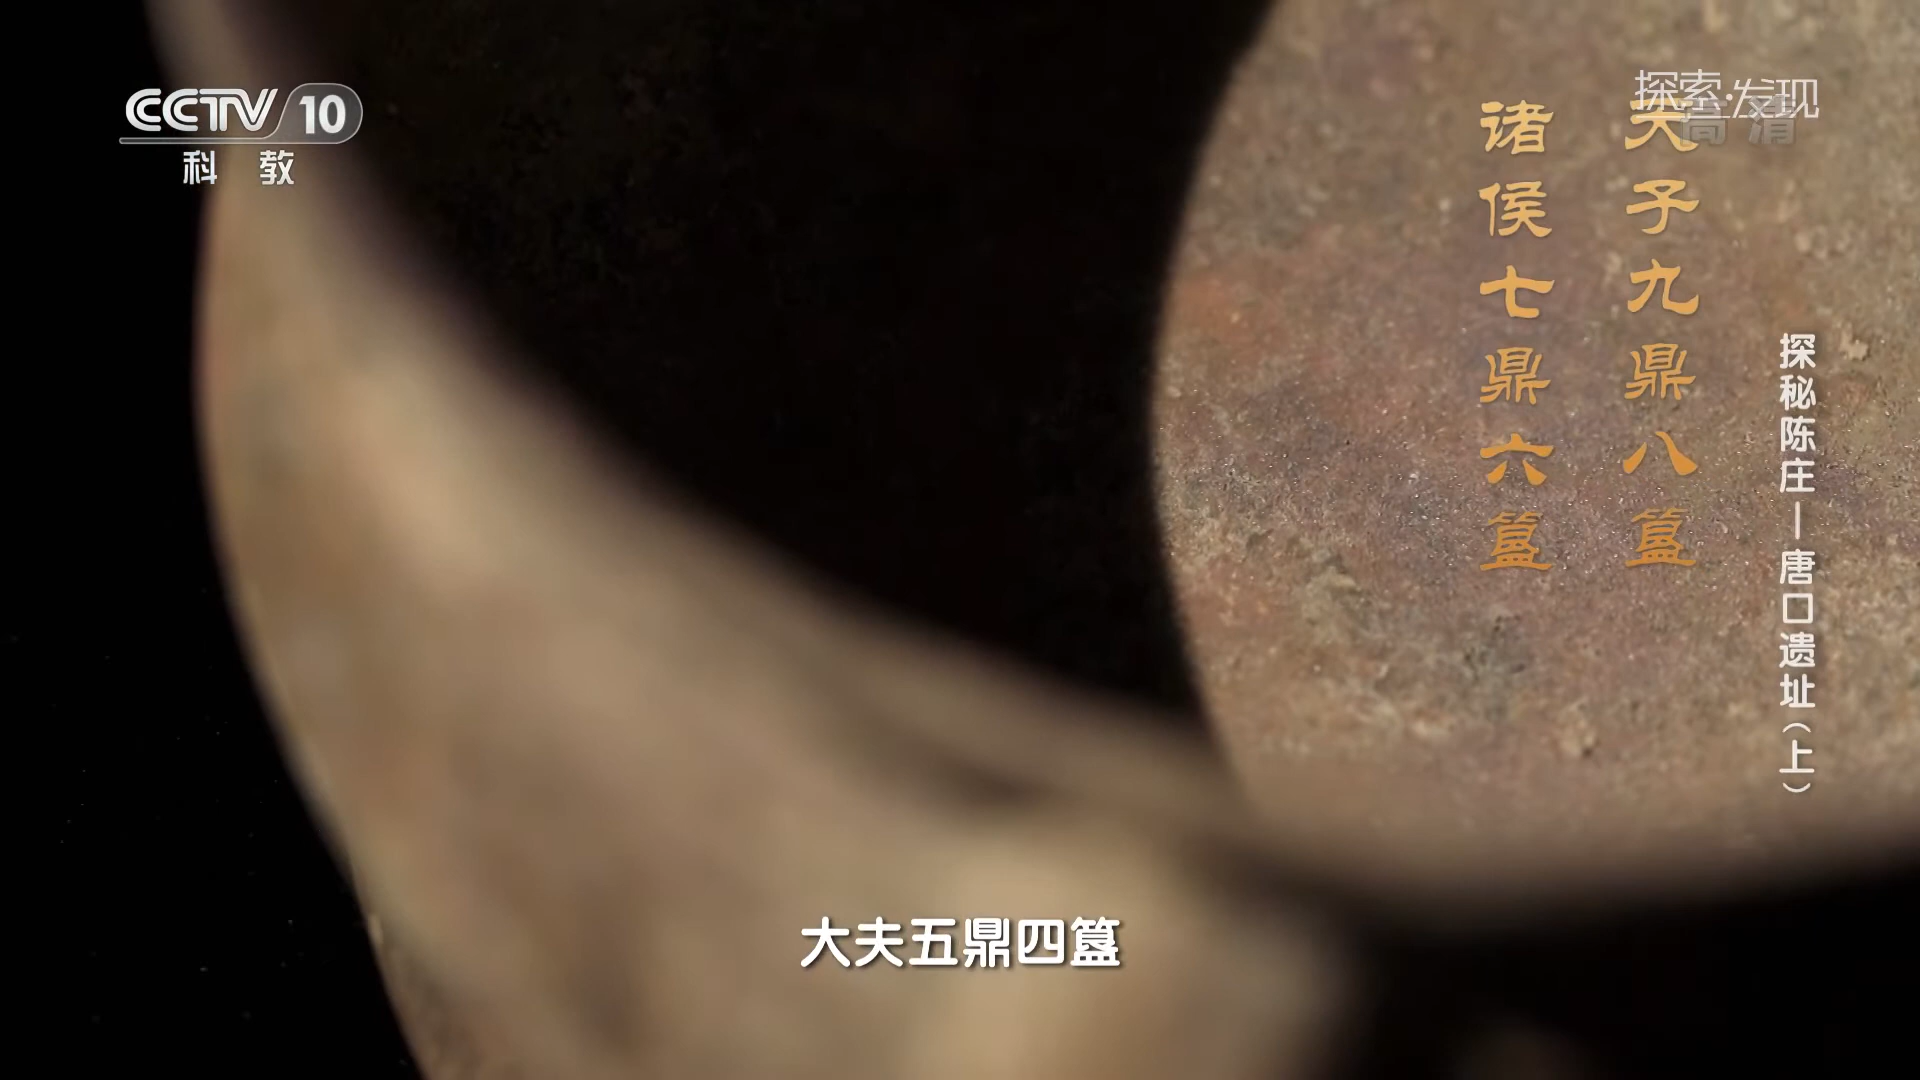 CCTV 10
科 教
探索·发现
高清
天子九鼎八簋
诸侯七鼎六簋
探秘陈庄—唐口遗址（上）
大夫五鼎四簋